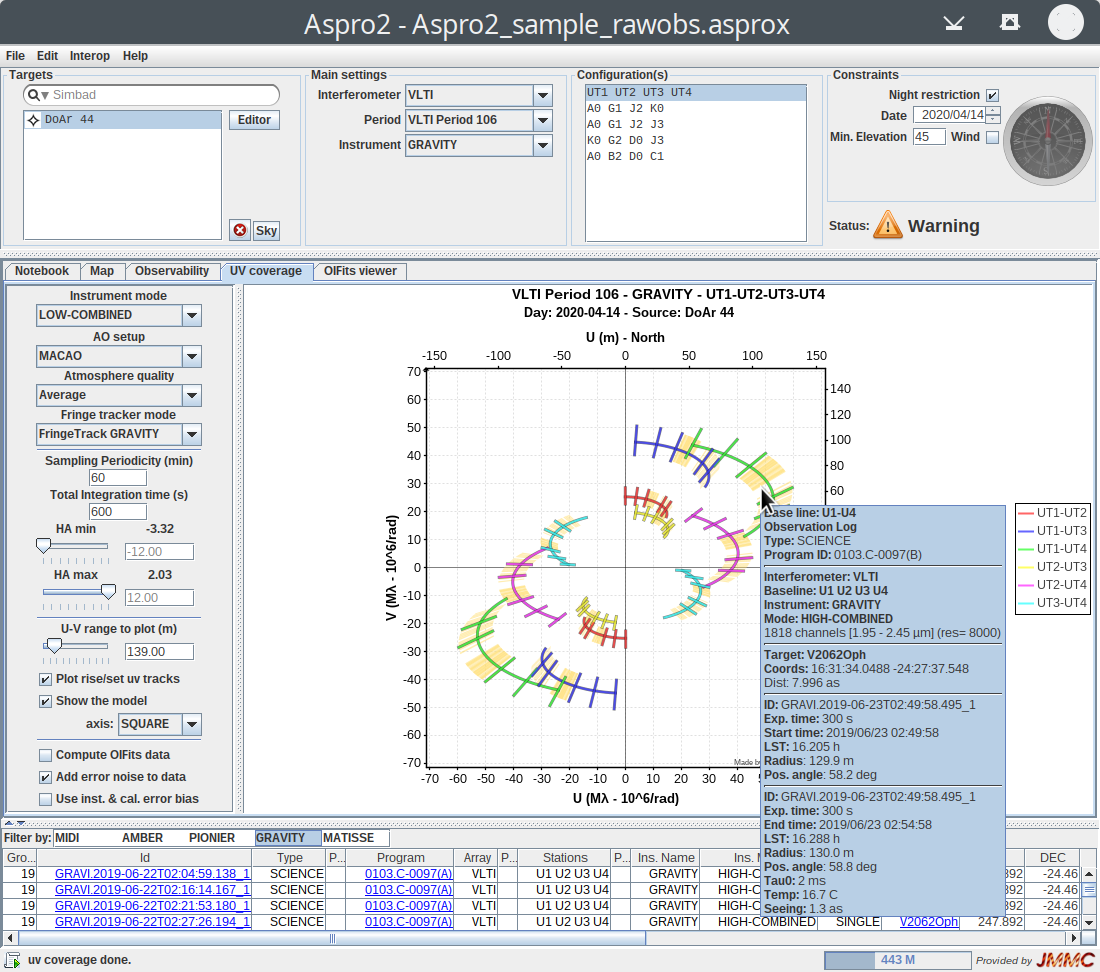 Aspro2 - Aspro2_sample_rawobs.asprox
File Edit Interop Help
Targets
Simbad
DoAr 44
Editor
Sky
Main settings
Interferometer VLTI
Period VLTI Period 106
Instrument GRAVITY
Configuration(s)
UT1 UT2 UT3 UT4
A0 G1 J2 K0
A0 G1 J2 J3
K0 G2 D0 J3
A0 B2 D0 C1
Constraints
Night restriction
Date 2020/04/14
Min. Elevation 45 Wind
Status: Warning
Notebook Map Observability UV coverage OIFits viewer
Instrument mode
LOW-COMBINED
AO setup
MACAO
Atmosphere quality
Average
Fringe tracker mode
FringeTrack GRAVITY
Sampling Periodicity (min)
60
Total Integration time (s)
600
HA min -3.32
-12.00
HA max 2.03
12.00
U-V range to plot (m)
139.00
Plot rise/set uv tracks
Show the model
axis: SQUARE
Compute OIFits data
Add error noise to data
Use inst. & cal. error bias
VLTI Period 106 - GRAVITY - UT1-UT2-UT3-UT4
Day: 2020-04-14 - Source: DoAr 44
U (m) - North
-150 -100 -50 0 50 100 150
70
60
50
40
30
20
10
0
-10
-20
-30
-40
-50
-60
-70
V (Mλ - 10^6/rad)
140
120
100
80
60
-70 -60 -50 -40 -30 -20 -10 0 10 20 30 40
U (Mλ - 10^6/rad)
Made by
Base line: U1-U4
Observation Log
Type: SCIENCE
Program ID: 0103.C-0097(B)
Interferometer: VLTI
Baseline: U1 U2 U3 U4
Instrument: GRAVITY
Mode: HIGH-COMBINED
1818 channels [1.95 - 2.45 µm] (res= 8000)
Target: V2062Oph
Coords: 16:31:34.0488 -24:27:37.548
Dist: 7.996 as
ID: GRAVI.2019-06-23T02:49:58.495_1
Exp. time: 300 s
Start time: 2019/06/23 02:49:58
LST: 16.205 h
Radius: 129.9 m
Pos. angle: 58.2 deg
ID: GRAVI.2019-06-23T02:49:58.495_1
Exp. time: 300 s
End time: 2019/06/23 02:54:58
LST: 16.288 h
Radius: 130.0 m
Pos. angle: 58.8 deg
Tau0: 2 ms
Temp: 16.7 C
Seeing: 1.3 as
UT1-UT2
UT1-UT3
UT1-UT4
UT2-UT3
UT2-UT4
UT3-UT4
Filter by: MIDI AMBER PIONIER GRAVITY MATISSE
Gro... Id Type P... Program Array P... Stations P... Ins. Name Ins. DEC
19 GRAVI.2019-06-22T02:04:59.138_1 SCIENCE 0103.C-0097(A) VLTI U1 U2 U3 U4 GRAVITY HIGH-C 892 -24.46
19 GRAVI.2019-06-22T02:16:14.167_1 SCIENCE 0103.C-0097(A) VLTI U1 U2 U3 U4 GRAVITY HIGH-C 892 -24.46
19 GRAVI.2019-06-22T02:21:53.180_1 SCIENCE 0103.C-0097(A) VLTI U1 U2 U3 U4 GRAVITY HIGH-C 892 -24.46
19 GRAVI.2019-06-22T02:27:26.194_1 SCIENCE 0103.C-0097(A) VLTI U1 U2 U3 U4 GRAVITY HIGH-COMBINED SINGLE V2062Oph 247.892 -24.46
uv coverage done.
443 M
Provided by JMMC